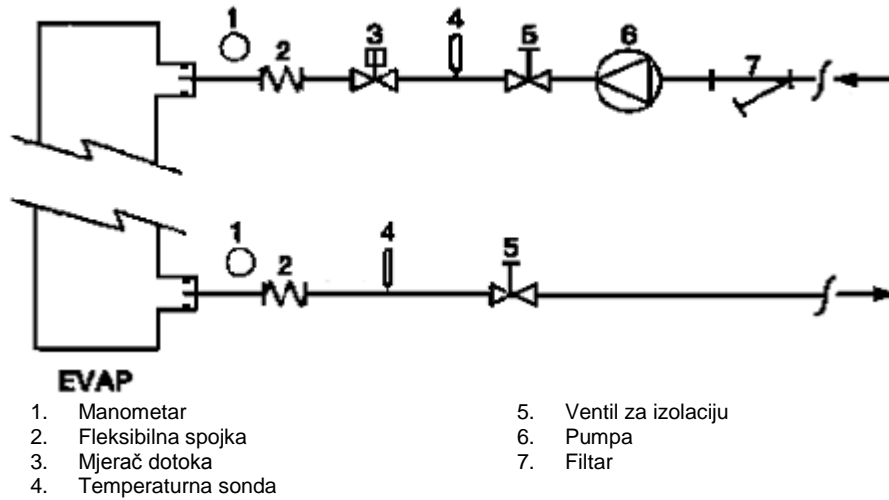 1 2 3 4 5 6 7
1 2 4 5
EVAP
1. Manometar
2. Fleksibilna spojka
3. Mjerač dotoka
4. Temperaturna sonda
5. Ventil za izolaciju
6. Pumpa
7. Filtar